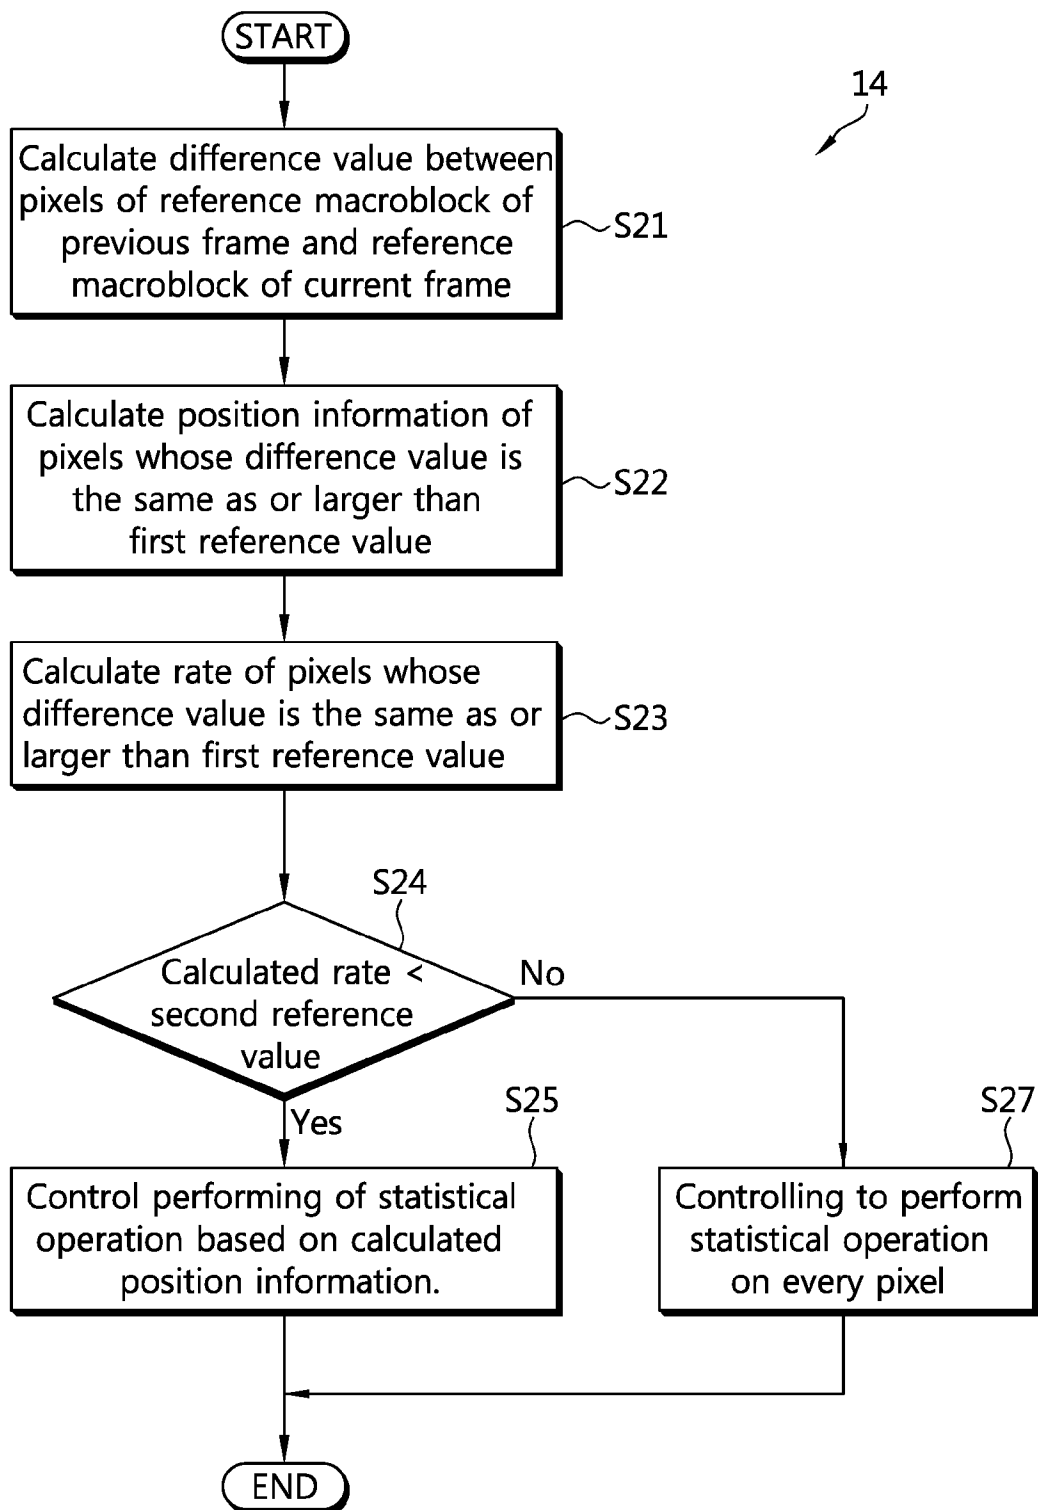 START
14
Calculate difference value between
pixels of reference macroblock of
previous frame and reference
macroblock of current frame
S21
Calculate position information of
pixels whose difference value is
the same as or larger than
first reference value
S22
Calculate rate of pixels whose
difference value is the same as or
larger than first reference value
S23
S24
Calculated rate <
second reference
value
No
Yes
S25
Control performing of statistical
operation based on calculated
position information.
S27
Controlling to perform
statistical operation
on every pixel
END